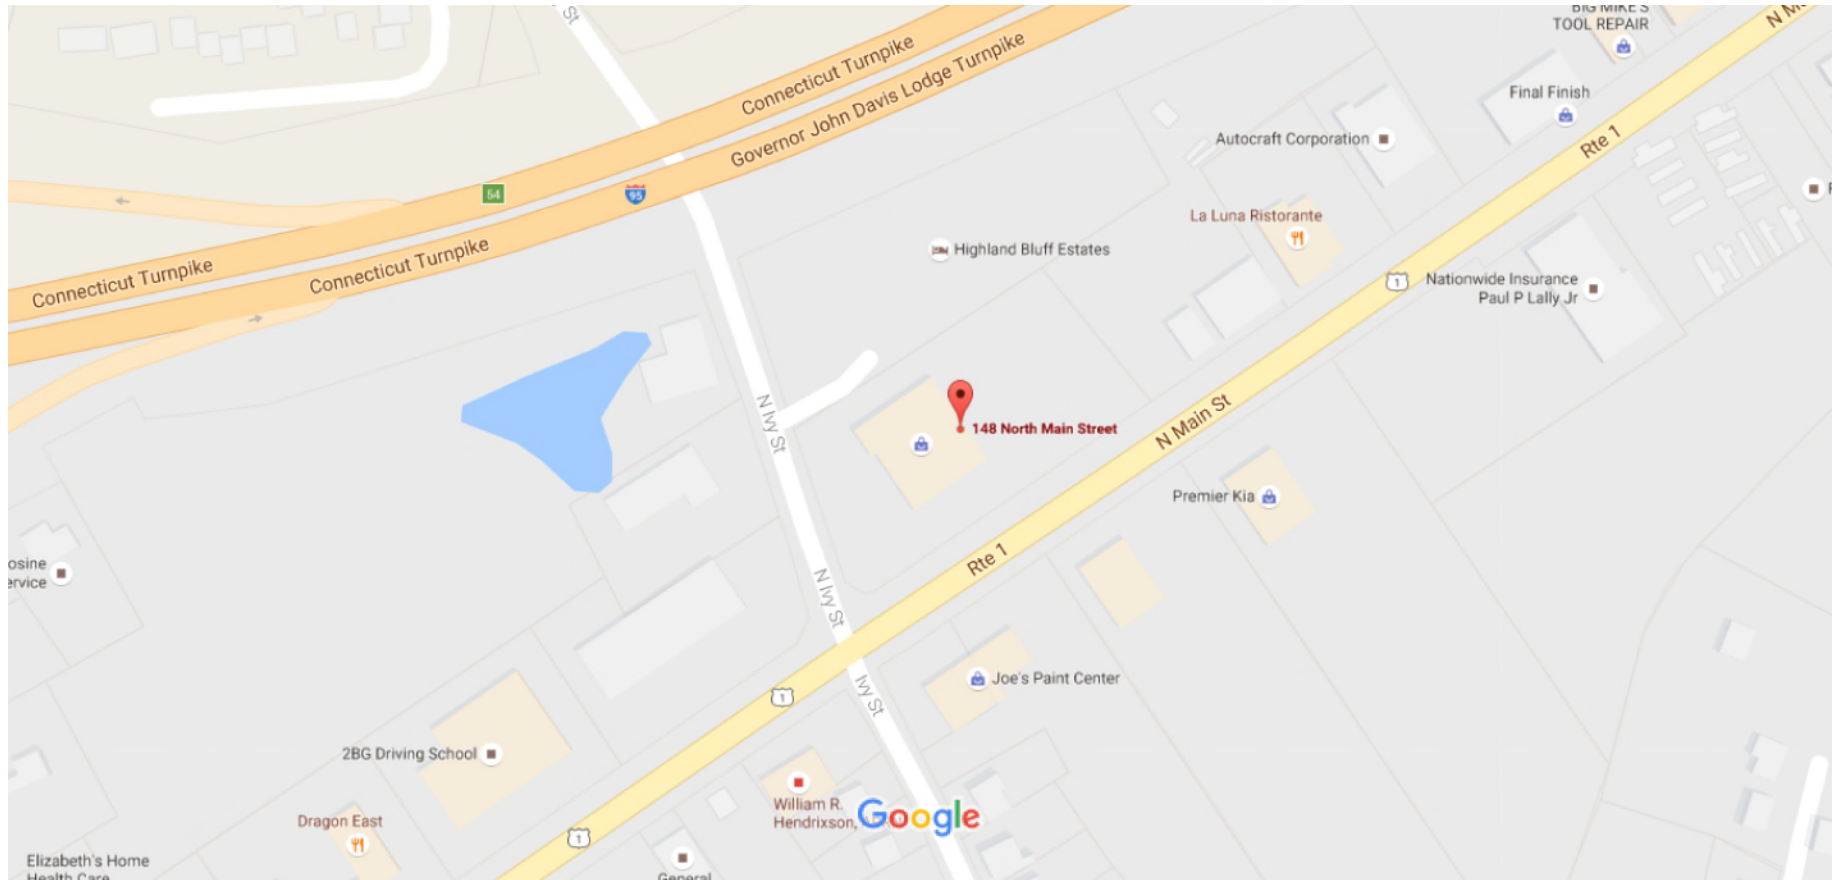 St
BIG MIKE'S
TOOL REPAIR
Connecticut Turnpike
Governor John Davis Lodge Turnpike
Final Finish
Autocraft Corporation
Rte 1
54
95
La Luna Ristorante
Connecticut Turnpike
Connecticut Turnpike
Highland Bluff Estates
1
Nationwide Insurance
Paul P Lally Jr
N Ivy St
148 North Main Street
N Main St
Premier Kia
osine
ervice
Rte 1
N Ivy St
Joe's Paint Center
Ivy St
1
2BG Driving School
William R.
Hendrixson,
Google
Dragon East
1
Elizabeth's Home
Health Care
General